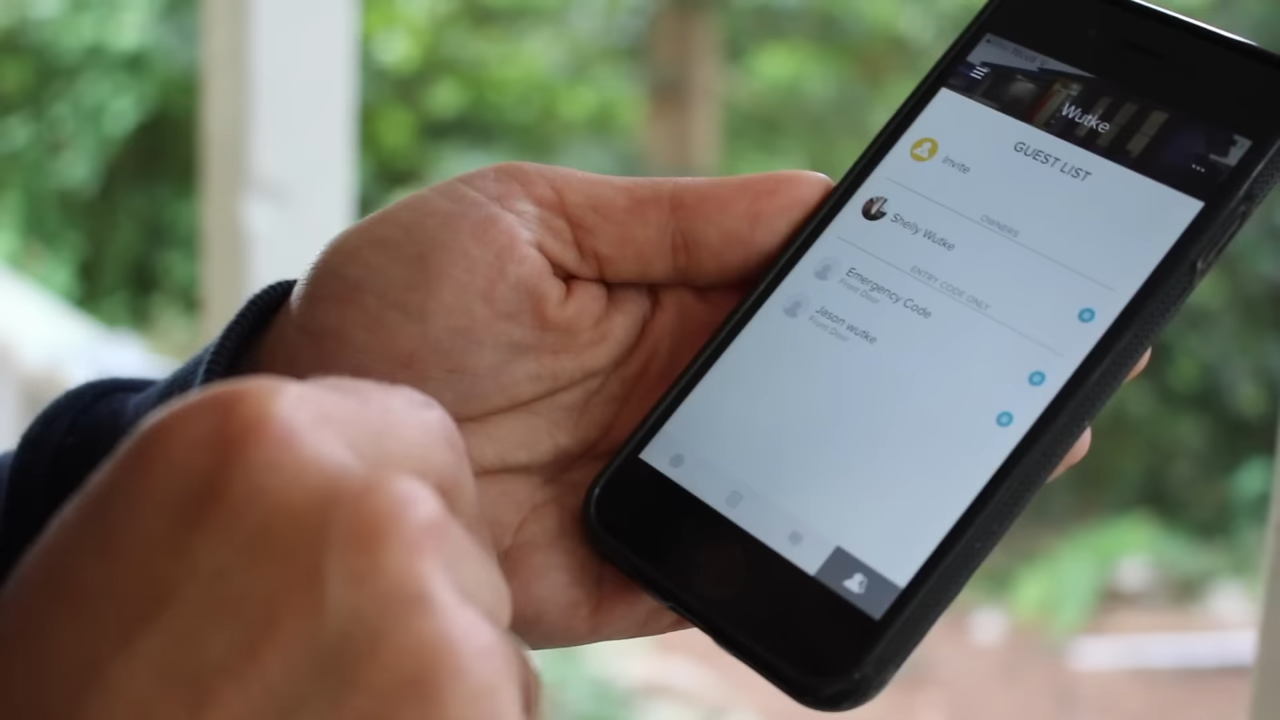 Wutke
GUEST LIST
Invite
OWNERS
Shelly Wutke
ENTRY CODE ONLY
Emergency Code
Front Door
Jason wutke
Front Door